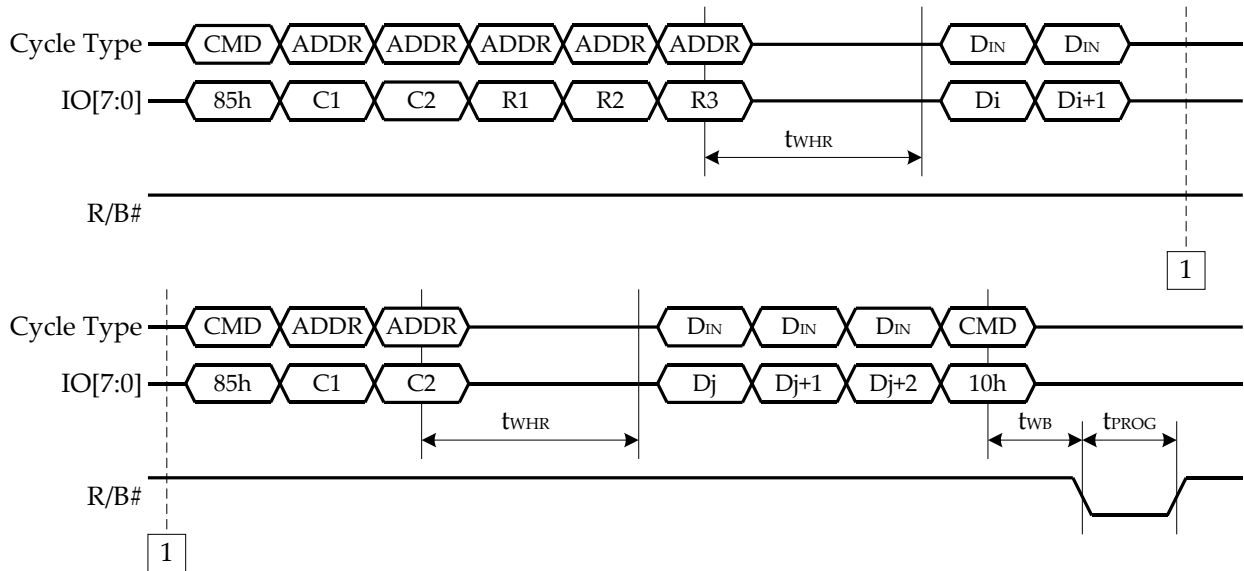 Cycle Type CMD ADDR ADDR ADDR ADDR ADDR DIN DIN
IO[7:0] 85h C1 C2 R1 R2 R3 Di Di+1
tWHR
R/B#
1
Cycle Type CMD ADDR ADDR DIN DIN DIN CMD
IO[7:0] 85h C1 C2 Dj Dj+1 Dj+2 10h
tWHR tWB tPROG
R/B#
1